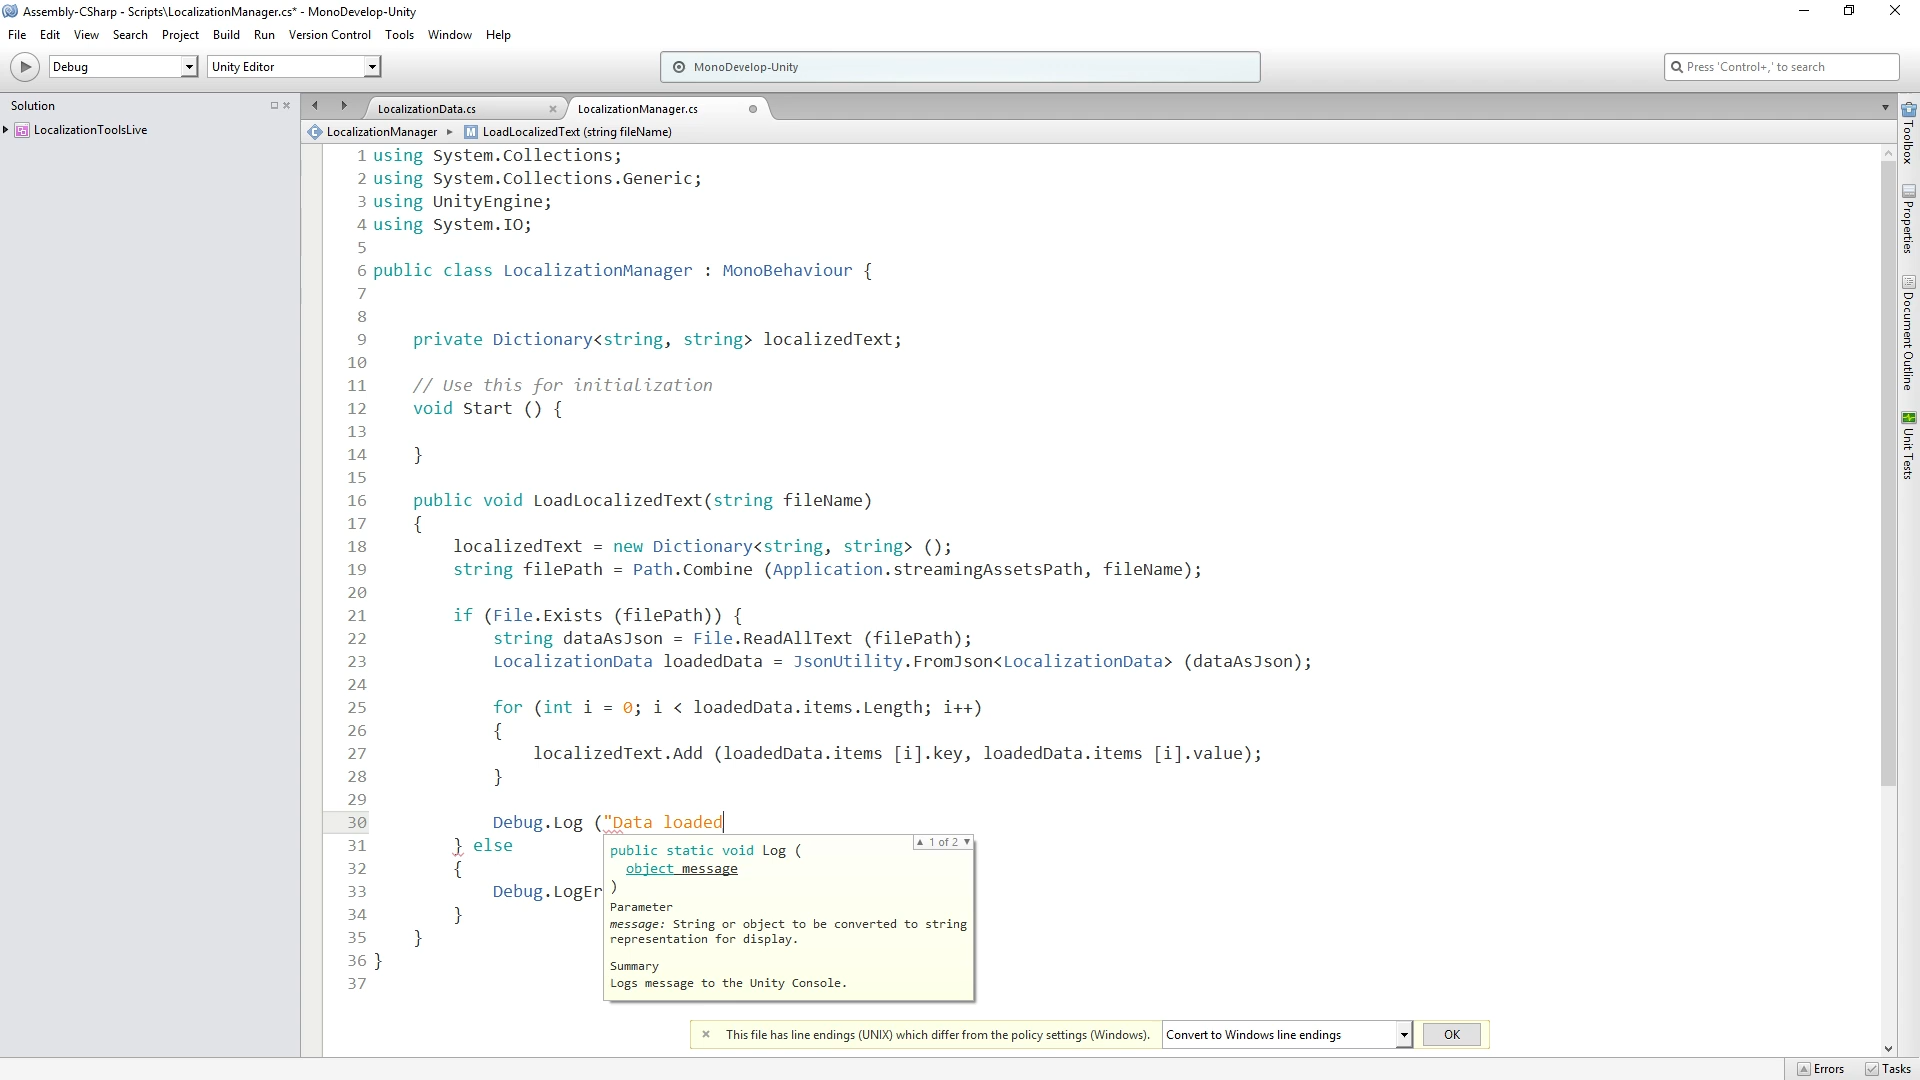 Assembly-CSharp - Scripts\LocalizationManager.cs* - MonoDevelop-Unity
File Edit View Search Project Build Run Version Control Tools Window Help
Debug Unity Editor MonoDevelop-Unity Press 'Control+,' to search
Solution LocalizationData.cs LocalizationManager.cs
LocalizationToolsLive LocalizationManager LoadLocalizedText (string fileName)
1 using System.Collections;
2 using System.Collections.Generic;
3 using UnityEngine;
4 using System.IO;
5
6 public class LocalizationManager : MonoBehaviour {
7
8
9 private Dictionary<string, string> localizedText;
10
11 // Use this for initialization
12 void Start () {
13
14 }
15
16 public void LoadLocalizedText(string fileName)
17 {
18 localizedText = new Dictionary<string, string> ();
19 string filePath = Path.Combine (Application.streamingAssetsPath, fileName);
20
21 if (File.Exists (filePath)) {
22 string dataAsJson = File.ReadAllText (filePath);
23 LocalizationData loadedData = JsonUtility.FromJson<LocalizationData> (dataAsJson);
24
25 for (int i = 0; i < loadedData.items.Length; i++)
26 {
27 localizedText.Add (loadedData.items [i].key, loadedData.items [i].value);
28 }
29
30 Debug.Log ("Data loaded
31 } else
32 {
33 Debug.LogEr
34 }
35 }
36 }
37
1 of 2
public static void Log (
object message
)
Parameter
message: String or object to be converted to string
representation for display.
Summary
Logs message to the Unity Console.
This file has line endings (UNIX) which differ from the policy settings (Windows). Convert to Windows line endings OK
Toolbox
Properties
Document Outline
Unit Tests
Errors Tasks